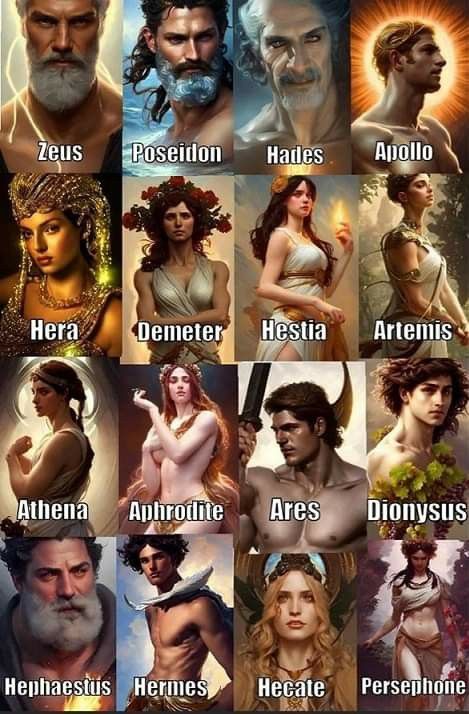 Zeus
Poseidon
Hades
Apollo
Hera
Demeter
Hestia
Artemis
Athena
Aphrodite
Ares
Dionysus
Hephaestus
Hermes
Hecate
Persephone